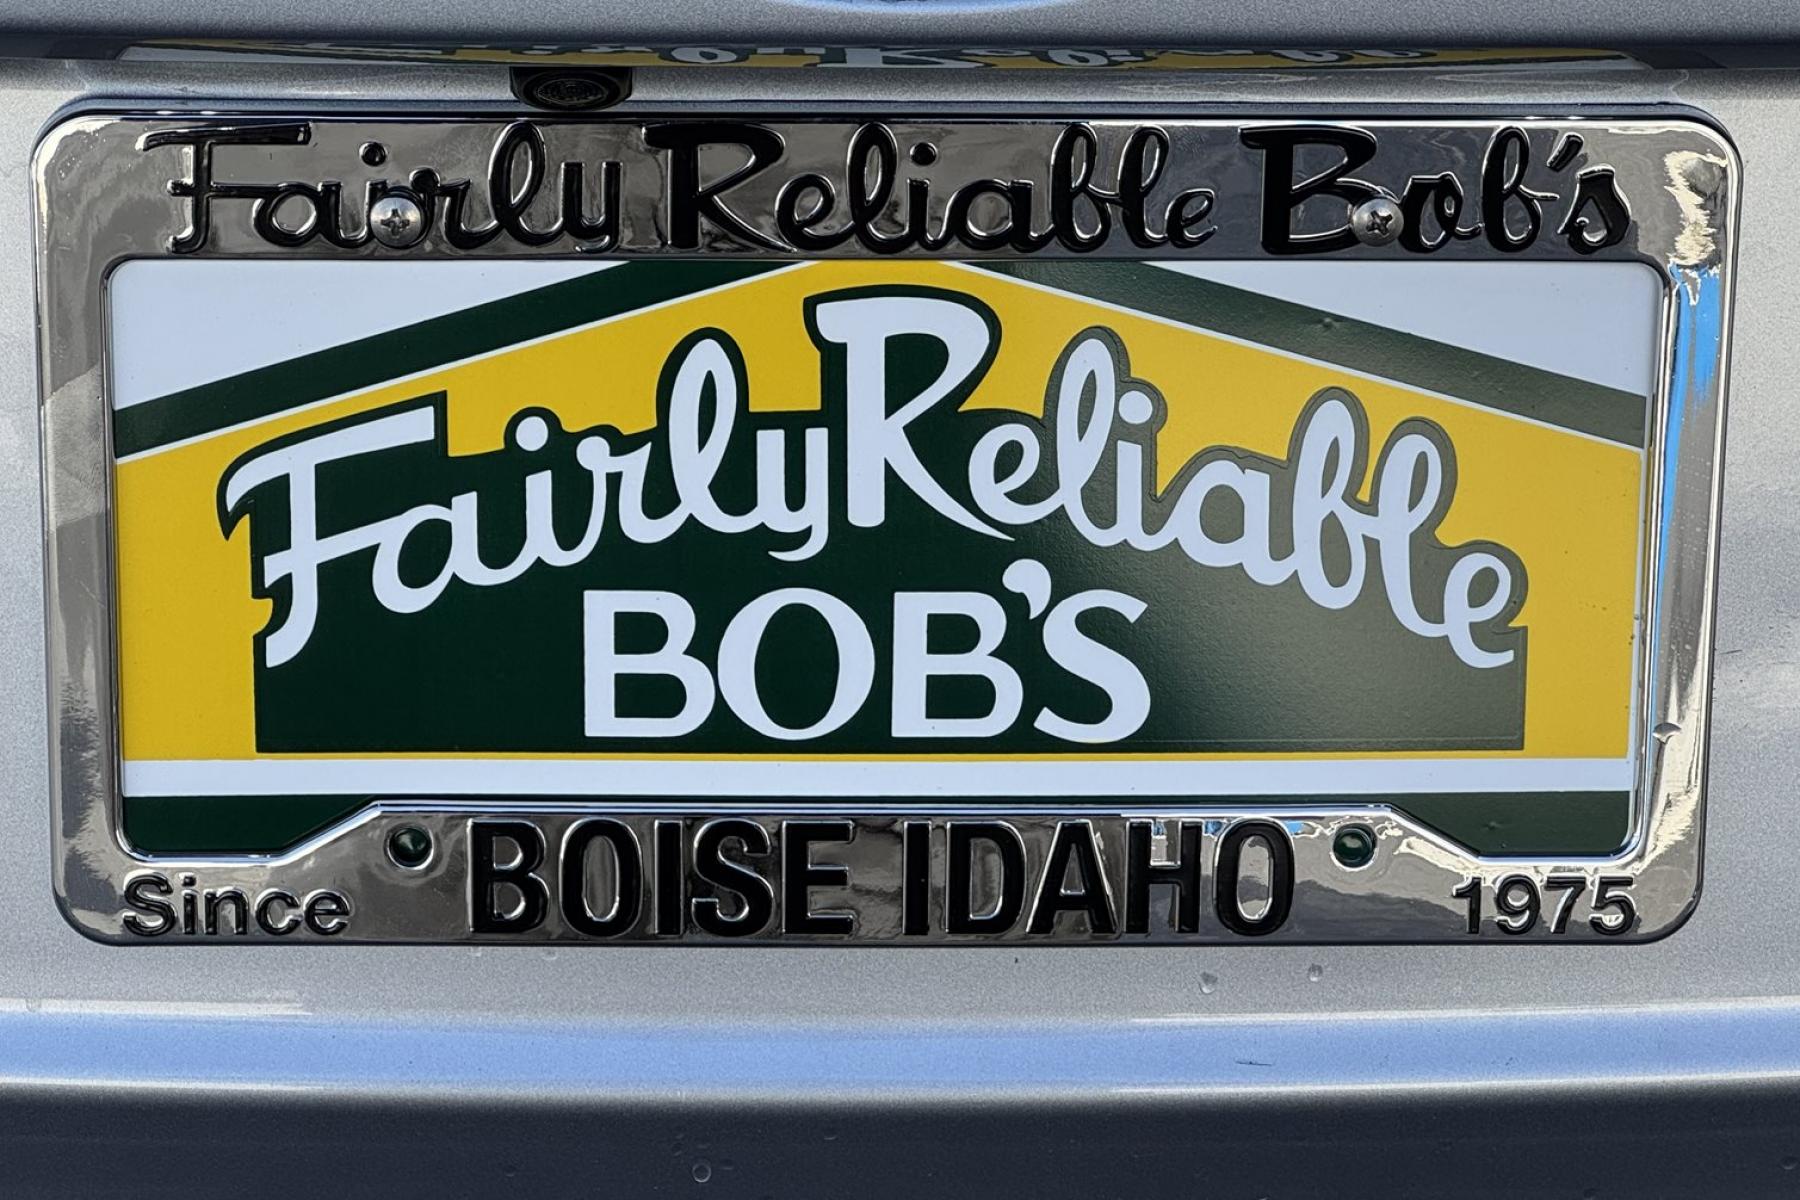 Fairly Reliable Bob's
Fairly Reliable
BOB'S
BOISE IDAHO
Since 1975